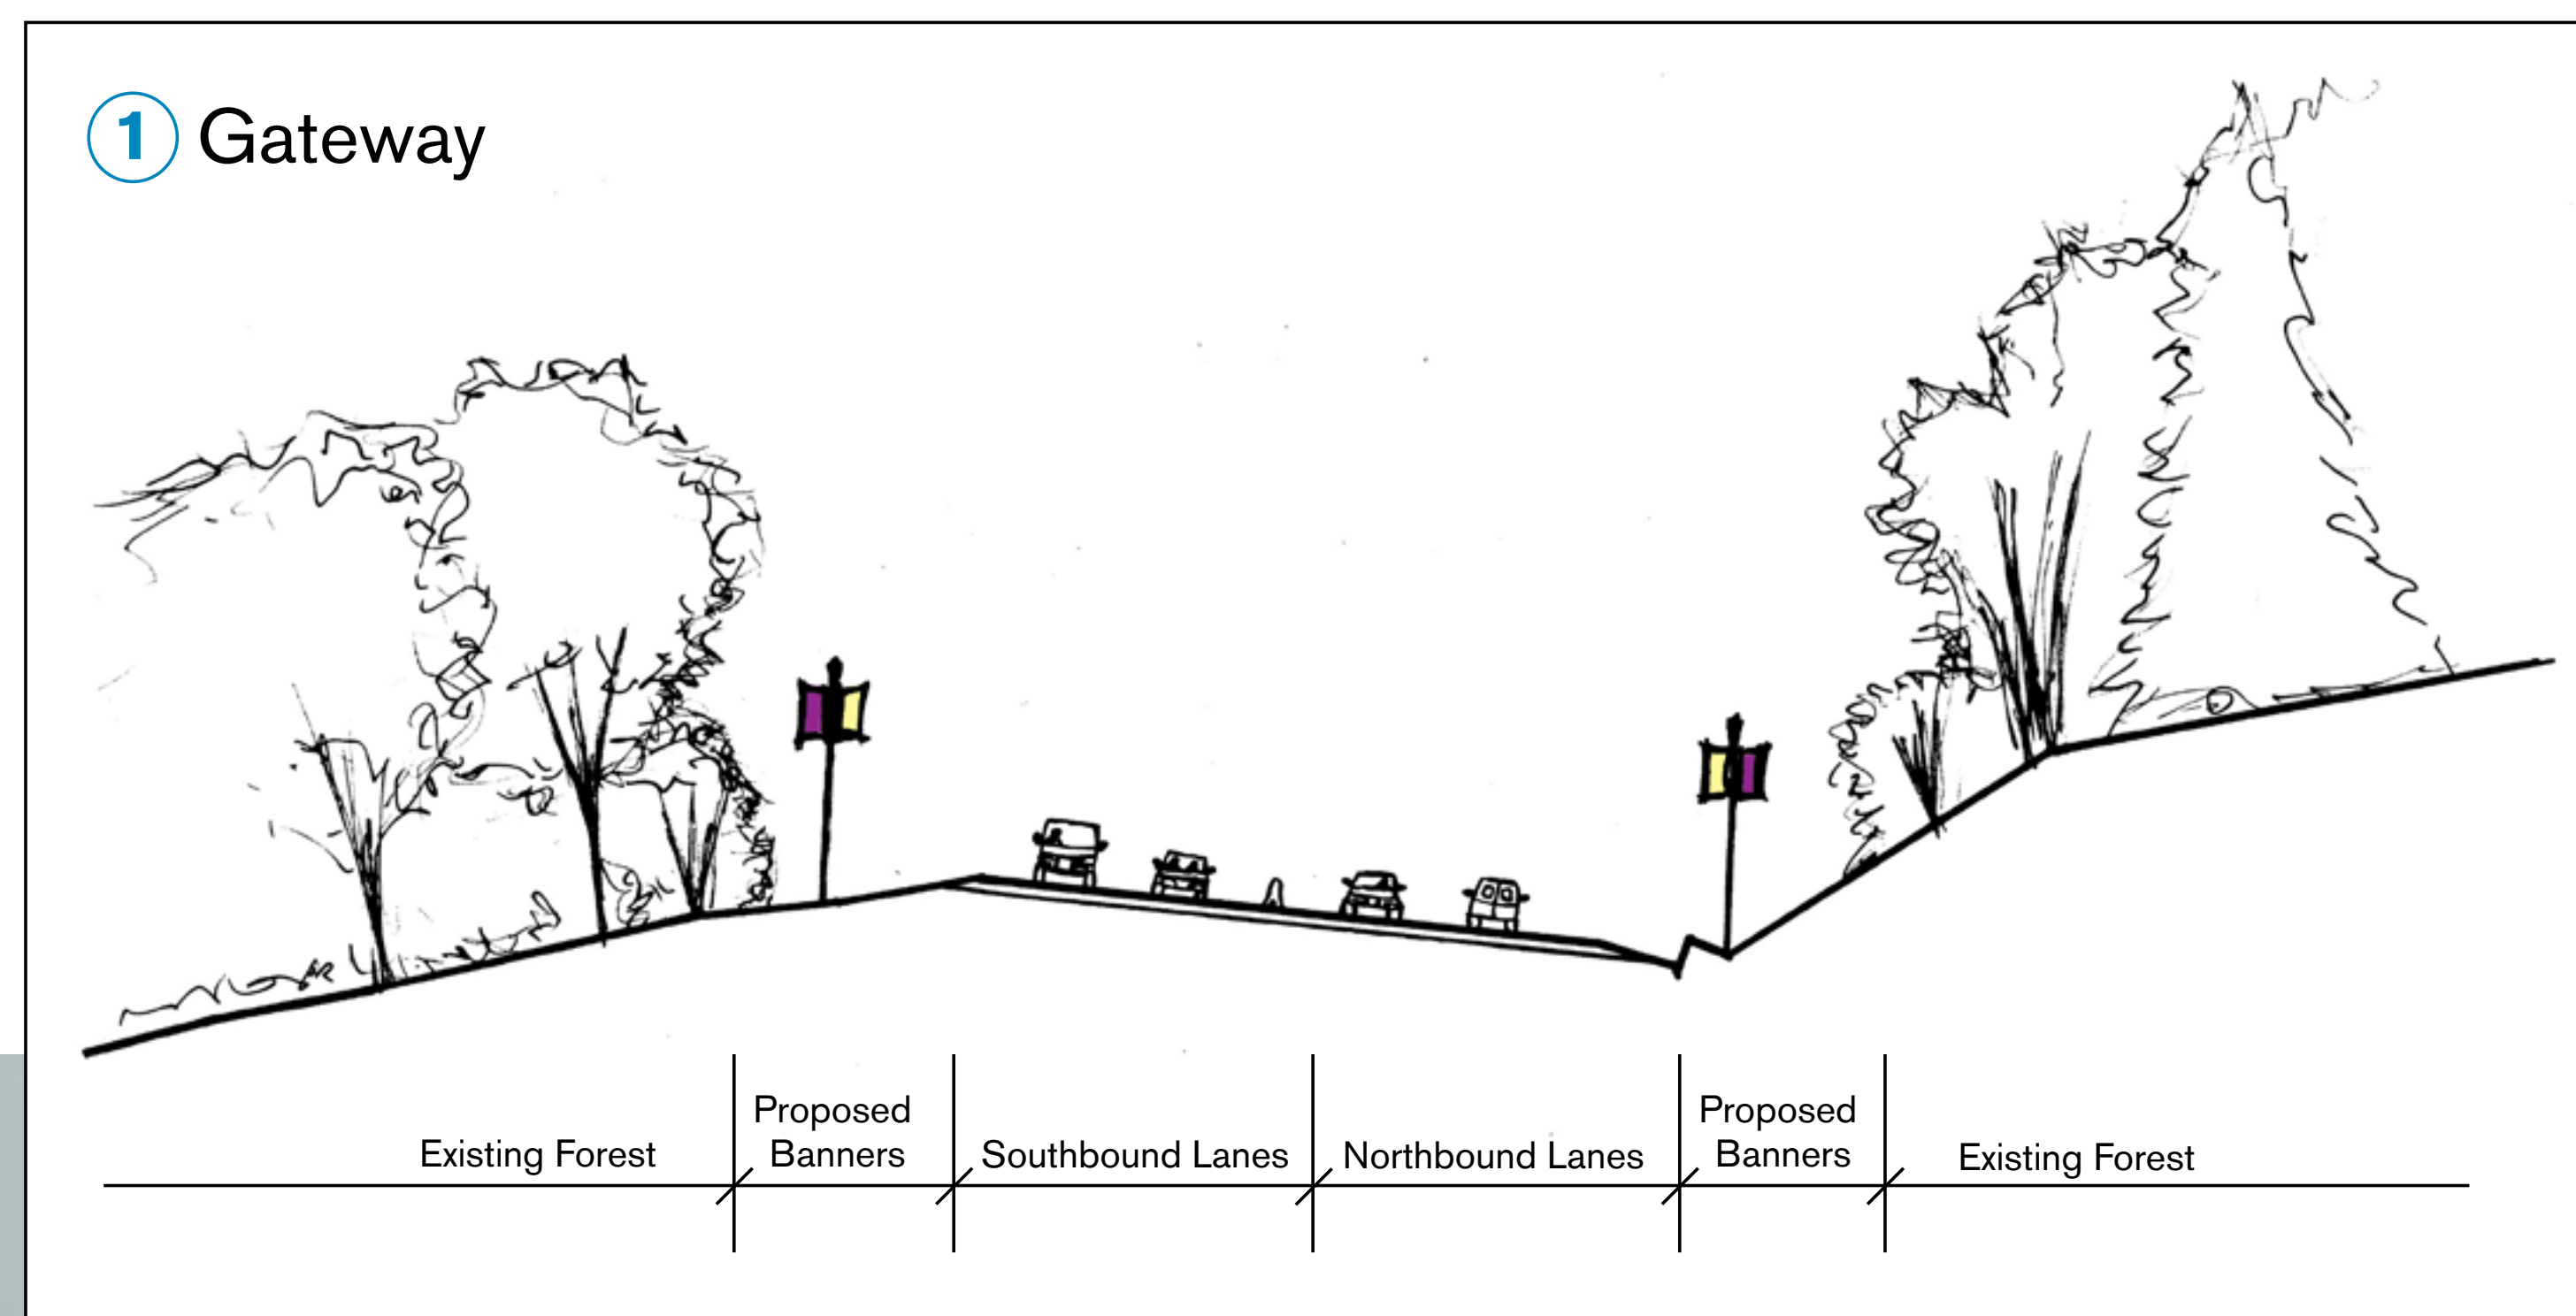 1 Gateway
Existing Forest
Proposed
Banners
Southbound Lanes
Northbound Lanes
Proposed
Banners
Existing Forest